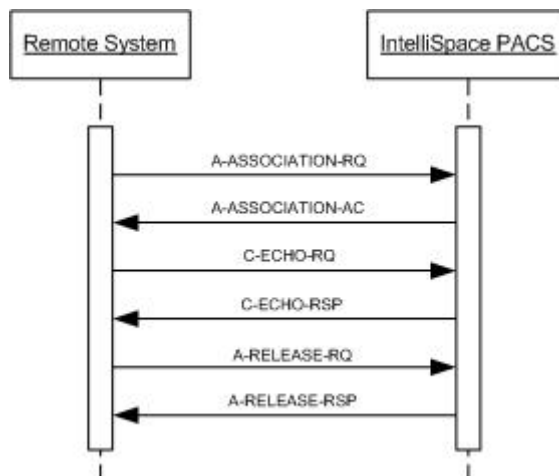 Remote System
IntelliSpace PACS
A-ASSOCIATION-RQ
A-ASSOCIATION-AC
C-ECHO-RQ
C-ECHO-RSP
A-RELEASE-RQ
A-RELEASE-RSP